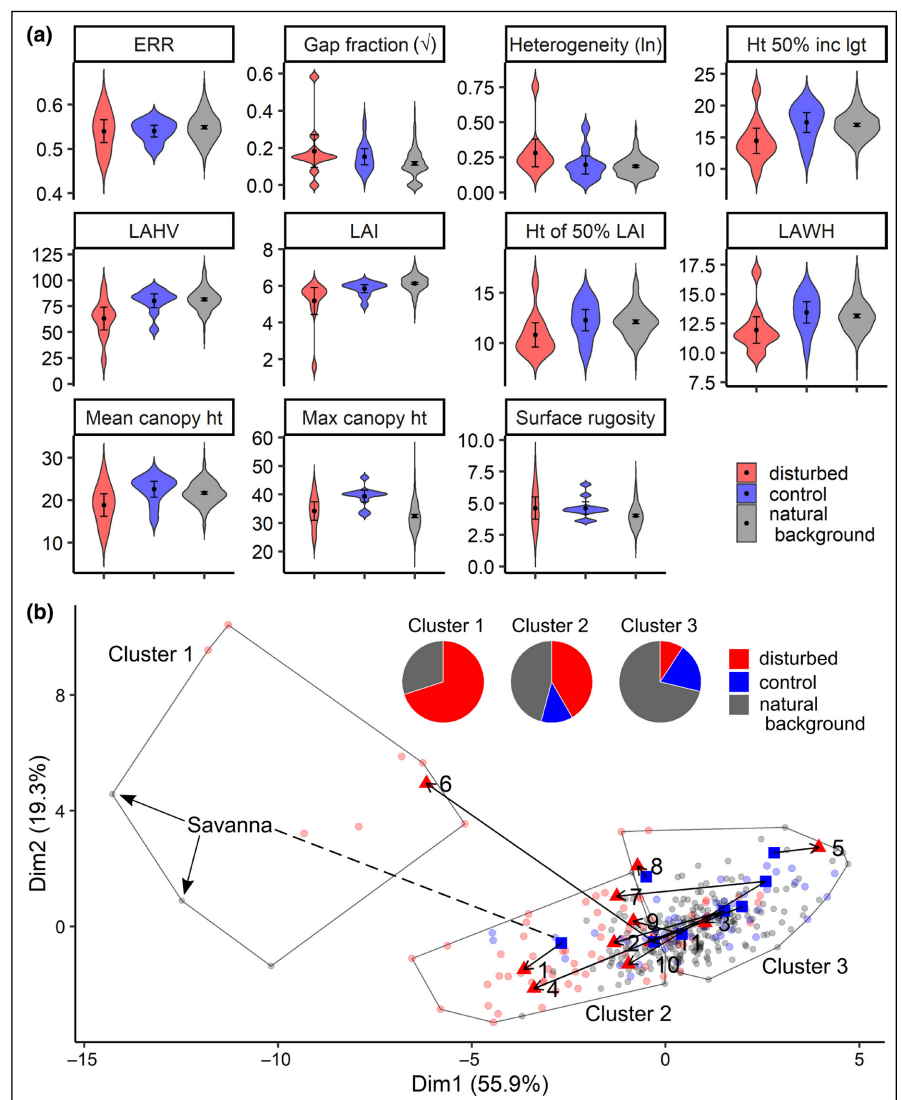 (a)
ERR
Gap fraction (√)
Heterogeneity (ln)
Ht 50% inc lgt
0.6
0.5
0.4
0.6
0.4
0.2
0.0
0.75
0.50
0.25
0.00
25
20
15
10
LAHV
LAI
Ht of 50% LAI
LAWH
125
100
75
50
25
0
8
6
4
2
15
10
17.5
15.0
12.5
10.0
7.5
Mean canopy ht
Max canopy ht
Surface rugosity
30
20
10
60
50
40
30
20
10.0
7.5
5.0
2.5
0.0
disturbed
control
natural
background
(b)
Cluster 1
Cluster 1
Cluster 2
Cluster 3
disturbed
control
natural
background
Savanna
6
5
8
7
9
3
2
11
1
10
4
Cluster 3
Cluster 2
8
4
0
Dim2 (19.3%)
−15
−10
−5
0
5
Dim1 (55.9%)